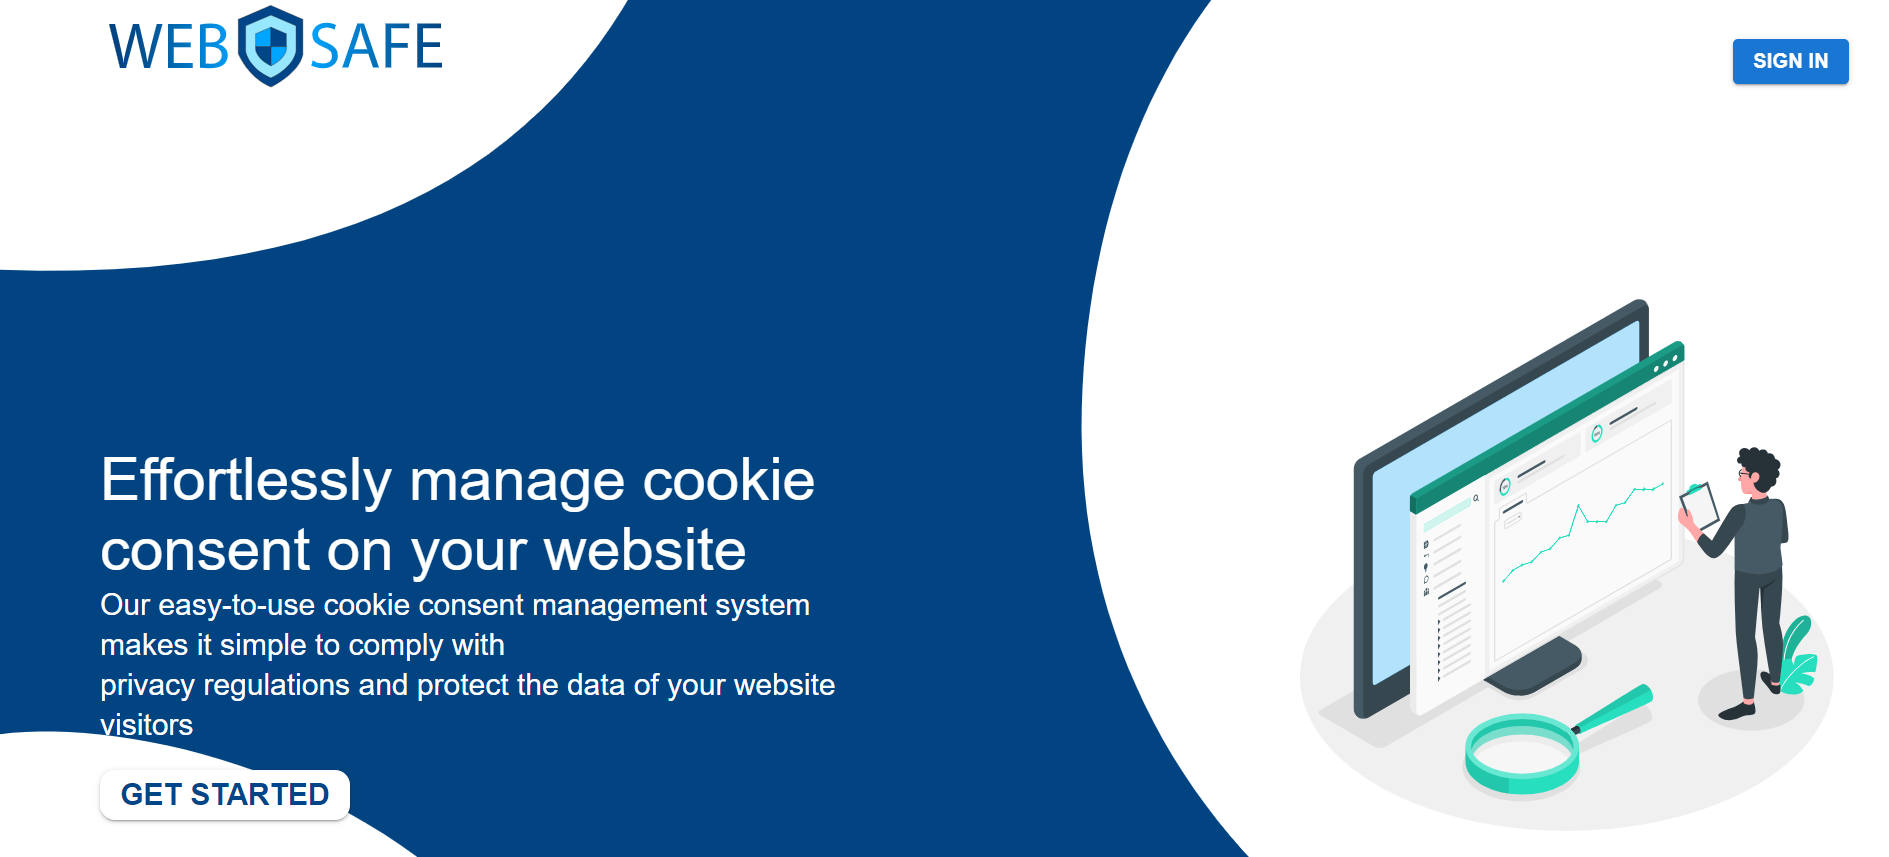 WEB SAFE
SIGN IN
Effortlessly manage cookie
consent on your website
Our easy-to-use cookie consent management system
makes it simple to comply with
privacy regulations and protect the data of your website
visitors
GET STARTED